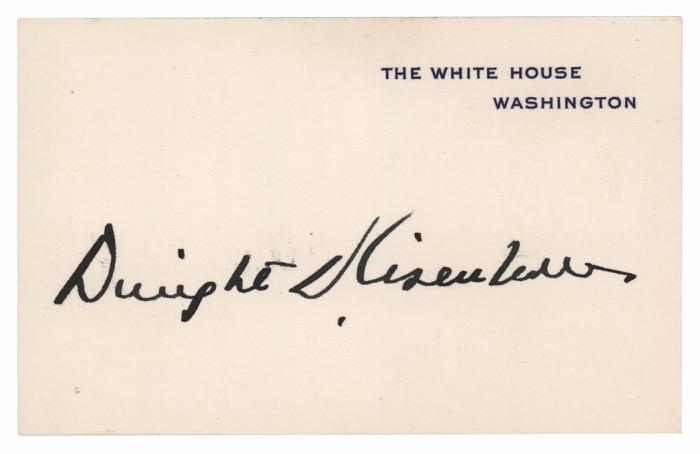 THE WHITE HOUSE
WASHINGTON
Dwight D Eisenhower